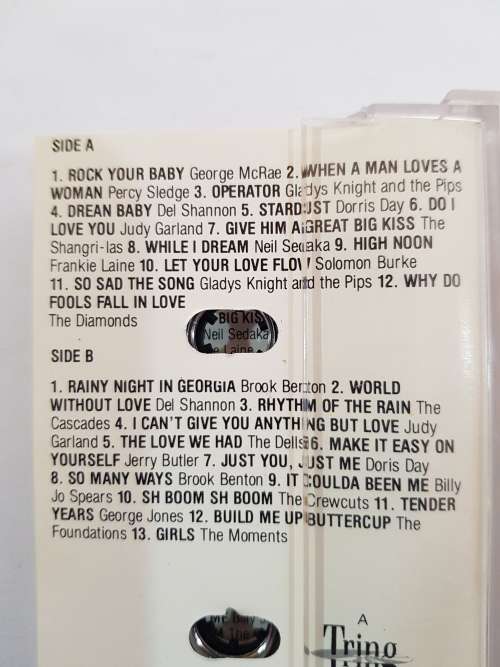 SIDE A
1. ROCK YOUR BABY George McRae 2. WHEN A MAN LOVES A
WOMAN Percy Sledge 3. OPERATOR Gladys Knight and the Pips
4. DREAN BABY Del Shannon 5. STARDUST Dorris Day 6. DO I
LOVE YOU Judy Garland 7. GIVE HIM A GREAT BIG KISS The
Shangri-las 8. WHILE I DREAM Neil Sedaka 9. HIGH NOON
Frankie Laine 10. LET YOUR LOVE FLOW Solomon Burke
11. SO SAD THE SONG Gladys Knight and the Pips 12. WHY DO
FOOLS FALL IN LOVE
The Diamonds
BIG KIS
Neil Sedaka
e Laine
SIDE B
1. RAINY NIGHT IN GEORGIA Brook Benton 2. WORLD
WITHOUT LOVE Del Shannon 3. RHYTHM OF THE RAIN The
Cascades 4. I CAN'T GIVE YOU ANYTHING BUT LOVE Judy
Garland 5. THE LOVE WE HAD The Dells 6. MAKE IT EASY ON
YOURSELF Jerry Butler 7. JUST YOU, JUST ME Doris Day
8. SO MANY WAYS Brook Benton 9. IT COULDA BEEN ME Billy
Jo Spears 10. SH BOOM SH BOOM The Crewcuts 11. TENDER
YEARS George Jones 12. BUILD ME UP BUTTERCUP The
Foundations 13. GIRLS The Moments
A
Tring